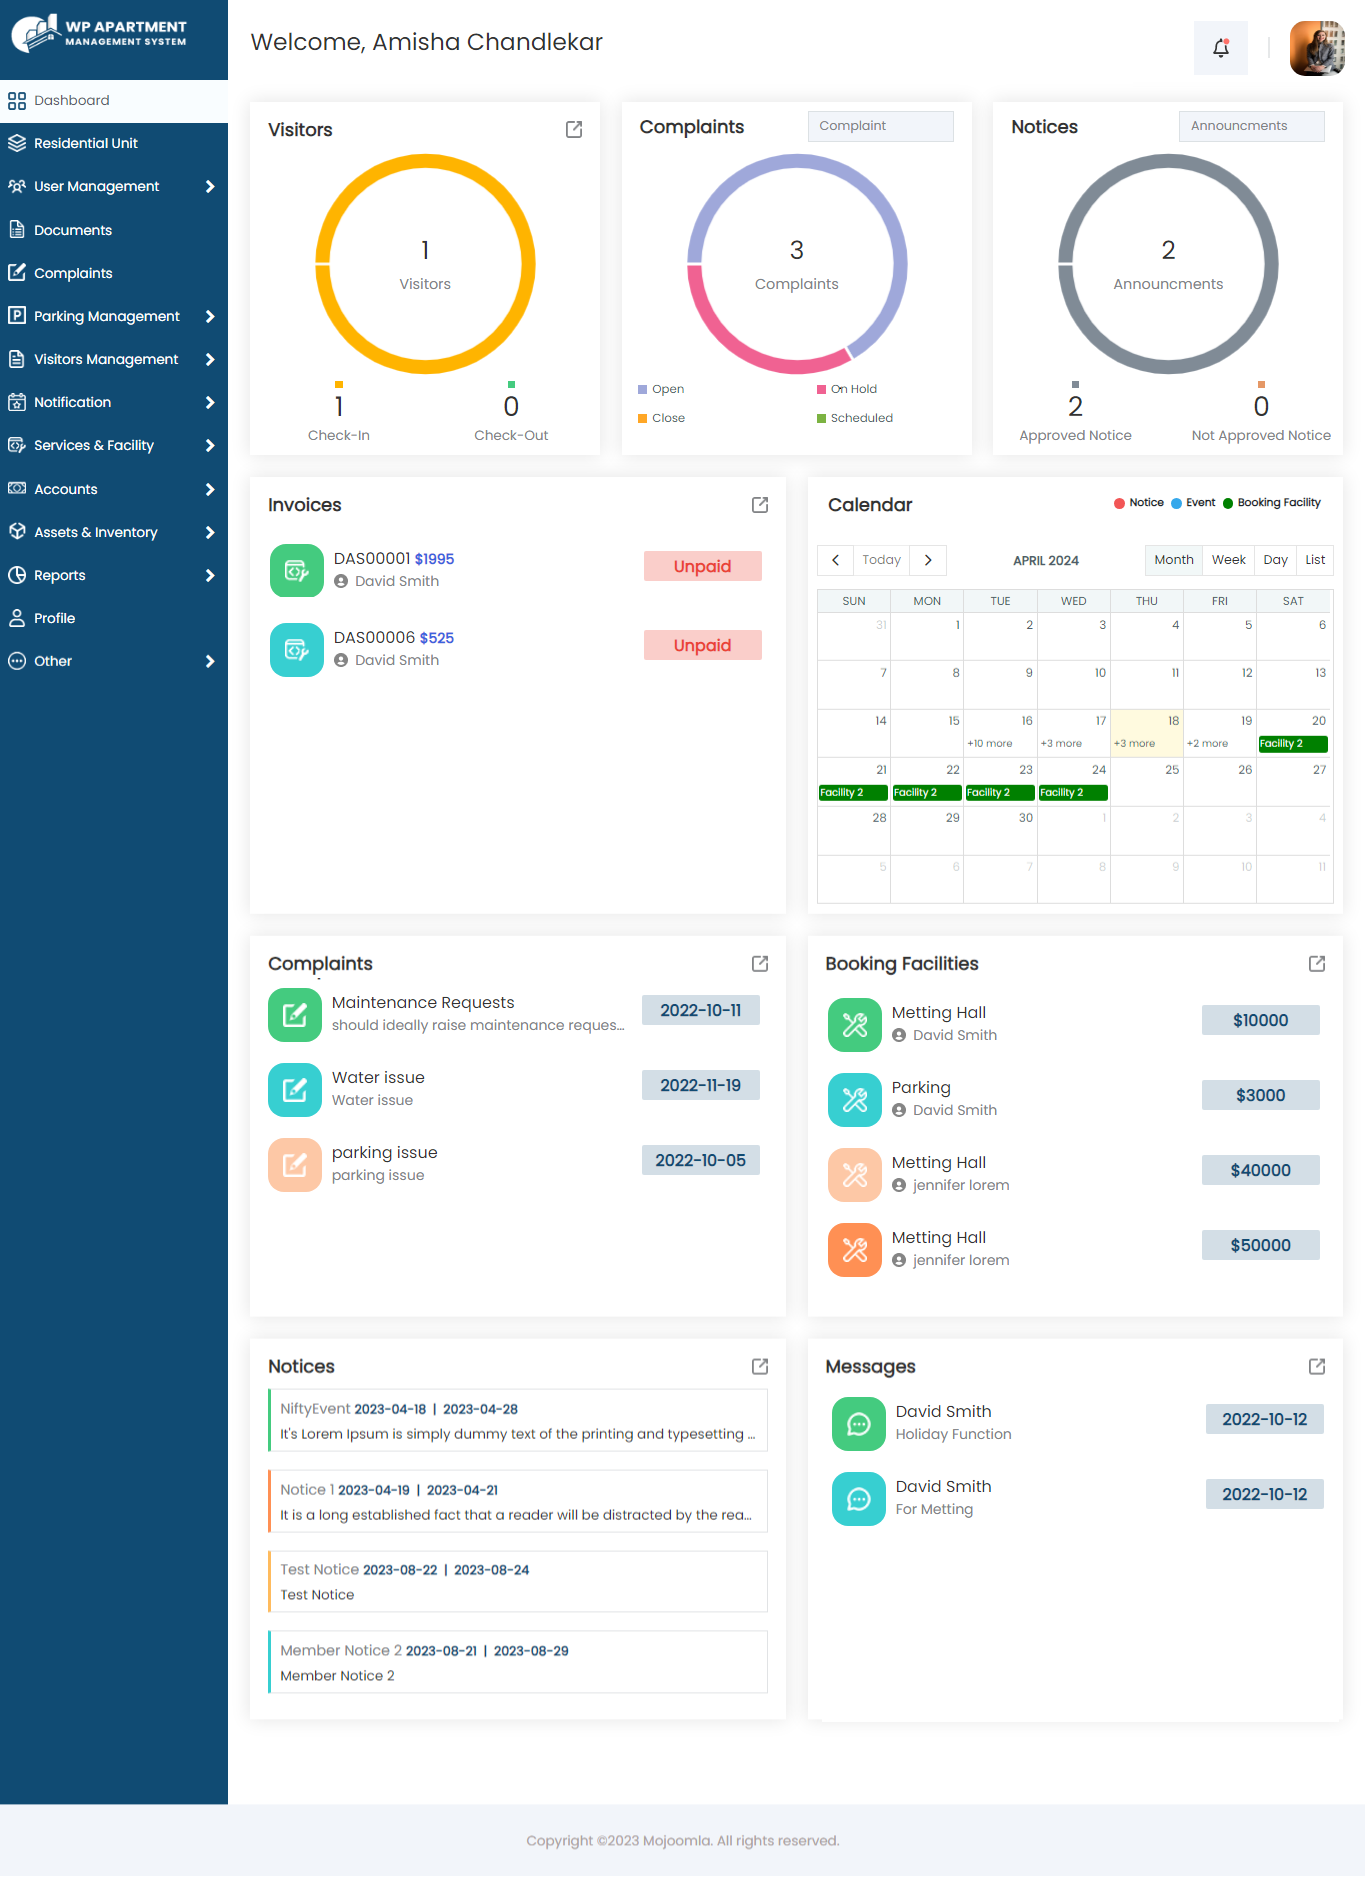 WP APARTMENT
MANAGEMENT SYSTEM
Dashboard
Residential Unit
User Management
Documents
Complaints
Parking Management
Visitors Management
Notification
Services & Facility
Accounts
Assets & Inventory
Reports
Profile
Other
Welcome, Amisha Chandlekar
Visitors
1
Visitors
1
Check-In
0
Check-Out
Complaints
Complaint
3
Complaints
Open
On Hold
Close
Scheduled
Notices
Announcments
2
Announcments
2
Approved Notice
0
Not Approved Notice
Invoices
DAS00001 $1995
David Smith
Unpaid
DAS00006 $525
David Smith
Unpaid
Calendar
Notice Event Booking Facility
Today
APRIL 2024
Month Week Day List
SUN MON TUE WED THU FRI SAT
31 1 2 3 4 5 6
7 8 9 10 11 12 13
14 15 16 17 18 19 20
+10 more +3 more +3 more +2 more Facility 2
21 22 23 24 25 26 27
Facility 2 Facility 2 Facility 2 Facility 2
28 29 30 1 2 3 4
5 6 7 8 9 10 11
Complaints
Maintenance Requests
should ideally raise maintenance reques...
2022-10-11
Water issue
Water issue
2022-11-19
parking issue
parking issue
2022-10-05
Booking Facilities
Metting Hall
David Smith
$10000
Parking
David Smith
$3000
Metting Hall
jennifer lorem
$40000
Metting Hall
jennifer lorem
$50000
Notices
NiftyEvent 2023-04-18 | 2023-04-28
It's Lorem Ipsum is simply dummy text of the printing and typesetting ...
Notice 1 2023-04-19 | 2023-04-21
It is a long established fact that a reader will be distracted by the rea...
Test Notice 2023-08-22 | 2023-08-24
Test Notice
Member Notice 2 2023-08-21 | 2023-08-29
Member Notice 2
Messages
David Smith
Holiday Function
2022-10-12
David Smith
For Metting
2022-10-12
Copyright ©2023 Mojoomla. All rights reserved.